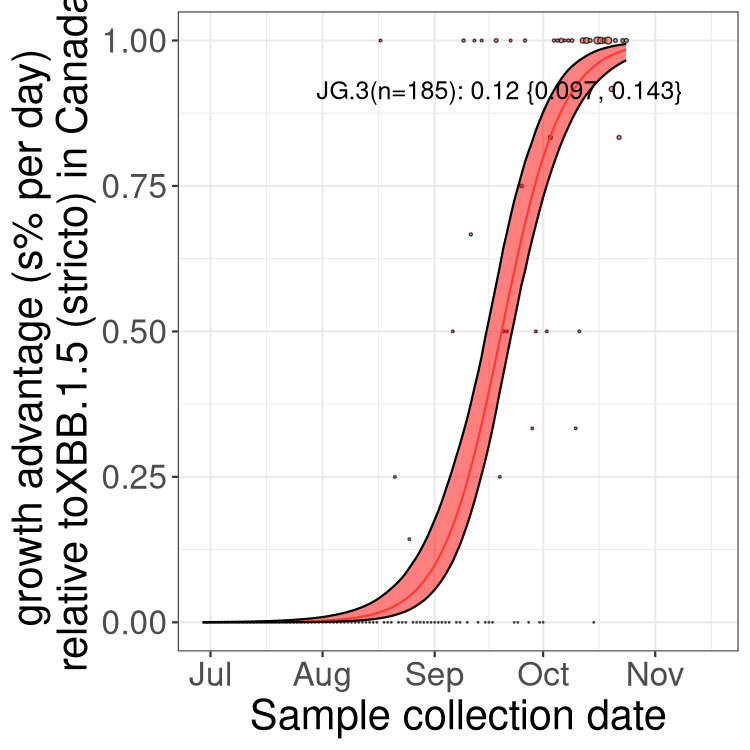 growth advantage (s% per day)
relative toXBB.1.5 (stricto) in Canada
1.00
0.75
0.50
0.25
0.00
JG.3(n=185): 0.12 {0.097, 0.143}
Jul Aug Sep Oct Nov
Sample collection date